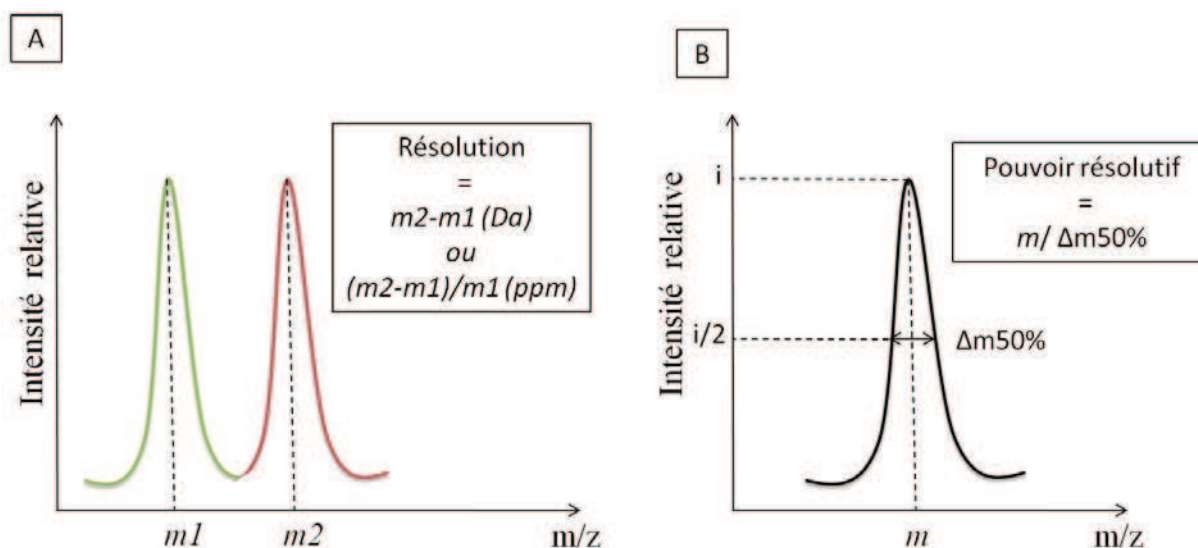 A
Intensité relative
Résolution
=
m2-m1 (Da)
ou
(m2-m1)/m1 (ppm)
m1
m2
m/z
B
Intensité relative
i
i/2
Pouvoir résolutif
=
m/ Δm50%
Δm50%
m
m/z